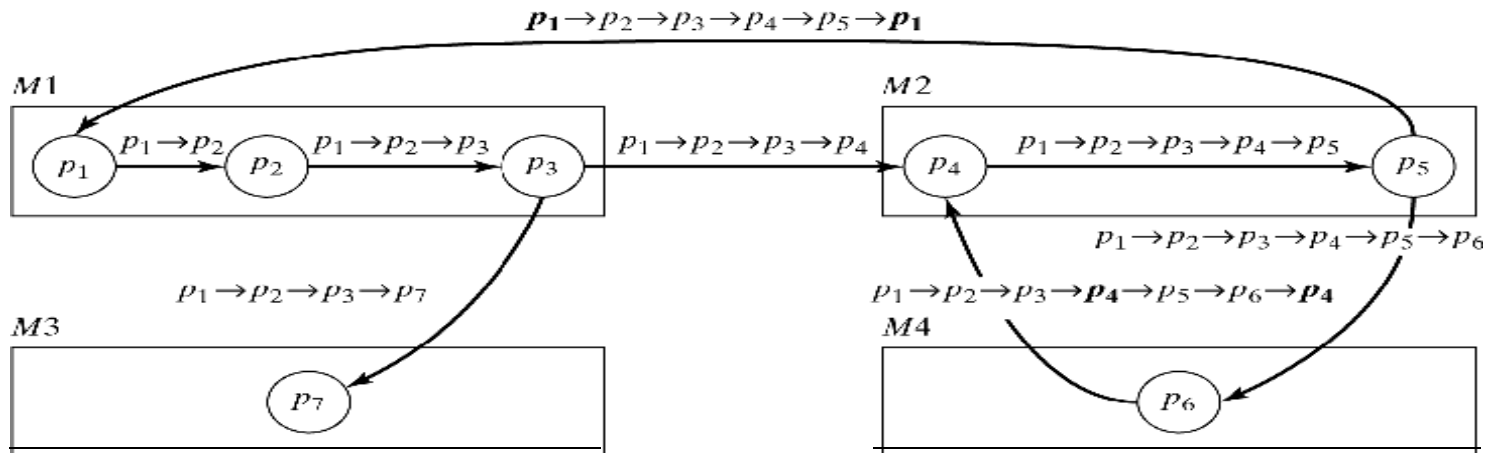 p₁→p₂→p₃→p₄→p₅→p₁
M1
M2
p₁ p₁→p₂ p₂ p₁→p₂→p₃ p₃ p₁→p₂→p₃→p₄ p₄ p₁→p₂→p₃→p₄→p₅ p₅
p₁→p₂→p₃→p₄→p₅→p₆
p₁→p₂→p₃→p₇
p₁→p₂→p₃→p₄→p₅→p₆→p₄
M3
M4
p₇
p₆